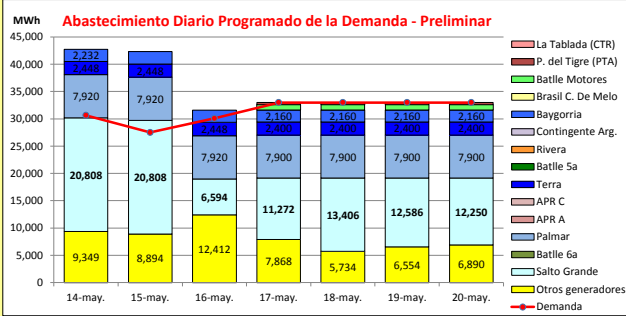 MWh
Abastecimiento Diario Programado de la Demanda - Preliminar
45,000
40,000
35,000
30,000
25,000
20,000
15,000
10,000
5,000
0
2,232
2,448
7,920
20,808
9,349
2,448
7,920
20,808
8,894
2,448
7,920
6,594
12,412
2,160
2,400
7,900
11,272
7,868
2,160
2,400
7,900
13,406
5,734
2,160
2,400
7,900
12,586
6,554
2,160
2,400
7,900
12,250
6,890
14-may.
15-may.
16-may.
17-may.
18-may.
19-may.
20-may.
La Tablada (CTR)
P. del Tigre (PTA)
Batlle Motores
Brasil C. De Melo
Baygorria
Contingente Arg.
Rivera
Batlle 5a
Terra
APR C
APR A
Palmar
Batlle 6a
Salto Grande
Otros generadores
Demanda